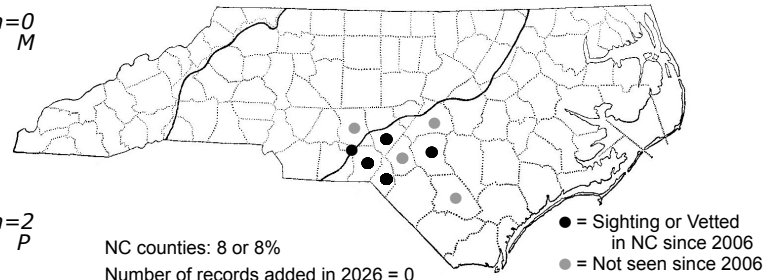 n=0
M
n=2
P
NC counties: 8 or 8%
Number of records added in 2026 = 0
● = Sighting or Vetted
in NC since 2006
● = Not seen since 2006